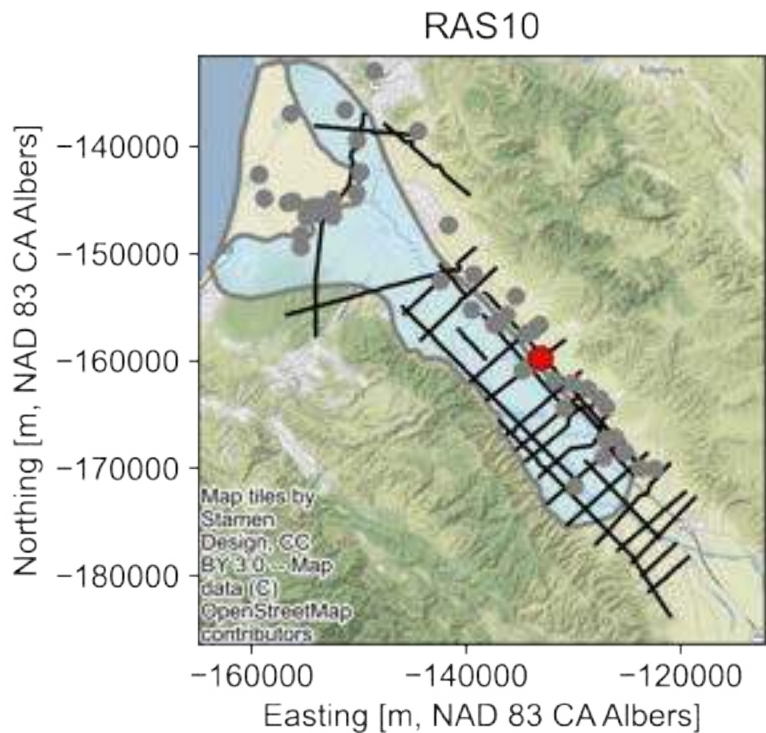 RAS10
Northing [m, NAD 83 CA Albers]
−140000
−150000
−160000
−170000
−180000
Map tiles by
Stamen
Design, CC
BY 3.0 -- Map
data (C)
OpenStreetMap
contributors
−160000
−140000
−120000
Easting [m, NAD 83 CA Albers]